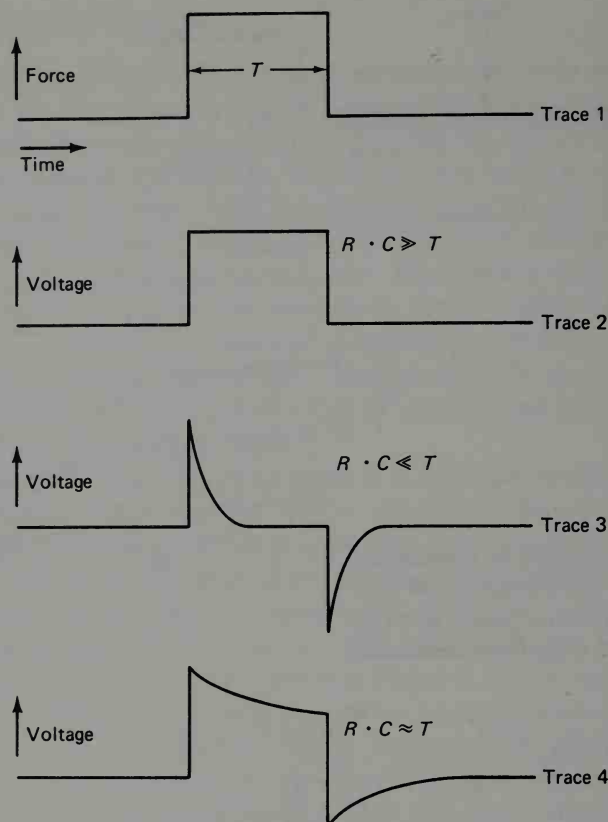 Force
T
Trace 1
Time
R · C ≫ T
Voltage
Trace 2
R · C ≪ T
Voltage
Trace 3
R · C ≈ T
Voltage
Trace 4